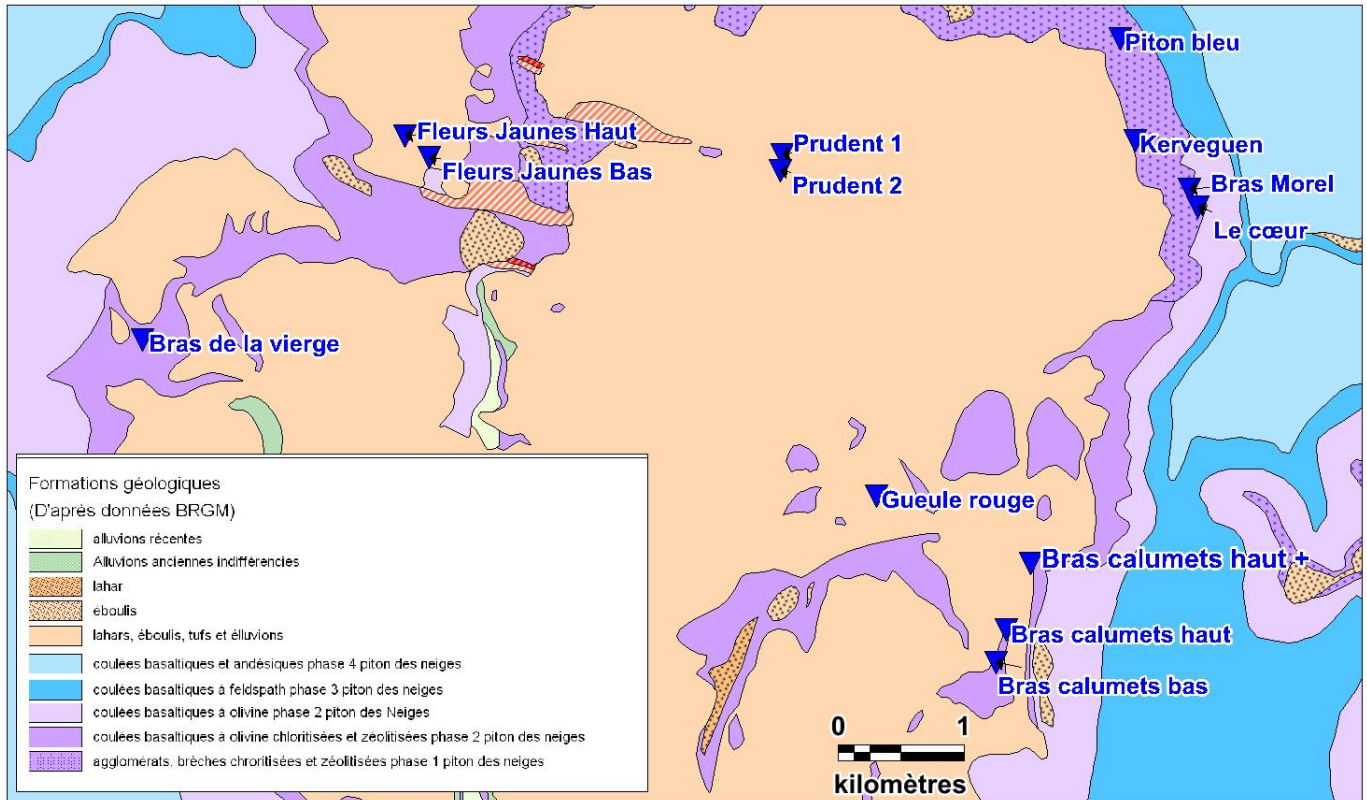 Piton bleu
Fleurs Jaunes Haut
Prudent 1
Kerveguen
Fleurs Jaunes Bas
Prudent 2
Bras Morel
Le cœur
Bras de la vierge
Gueule rouge
Bras calumets haut +
Bras calumets haut
Bras calumets bas
0 1
kilomètres
Formations géologiques
(D'après données BRGM)
alluvions récentes
Alluvions anciennes indifférenciés
lahar
éboulis
lahars, éboulis, tufs et élluvions
coulées basaltiques et andésiques phase 4 piton des neiges
coulées basaltiques à feldspath phase 3 piton des neiges
coulées basaltiques à olivine phase 2 piton des Neiges
coulées basaltiques à olivine chloritisées et zéolitisées phase 2 piton des neiges
agglomérats, brèches chroritisées et zéolitisées phase 1 piton des neiges